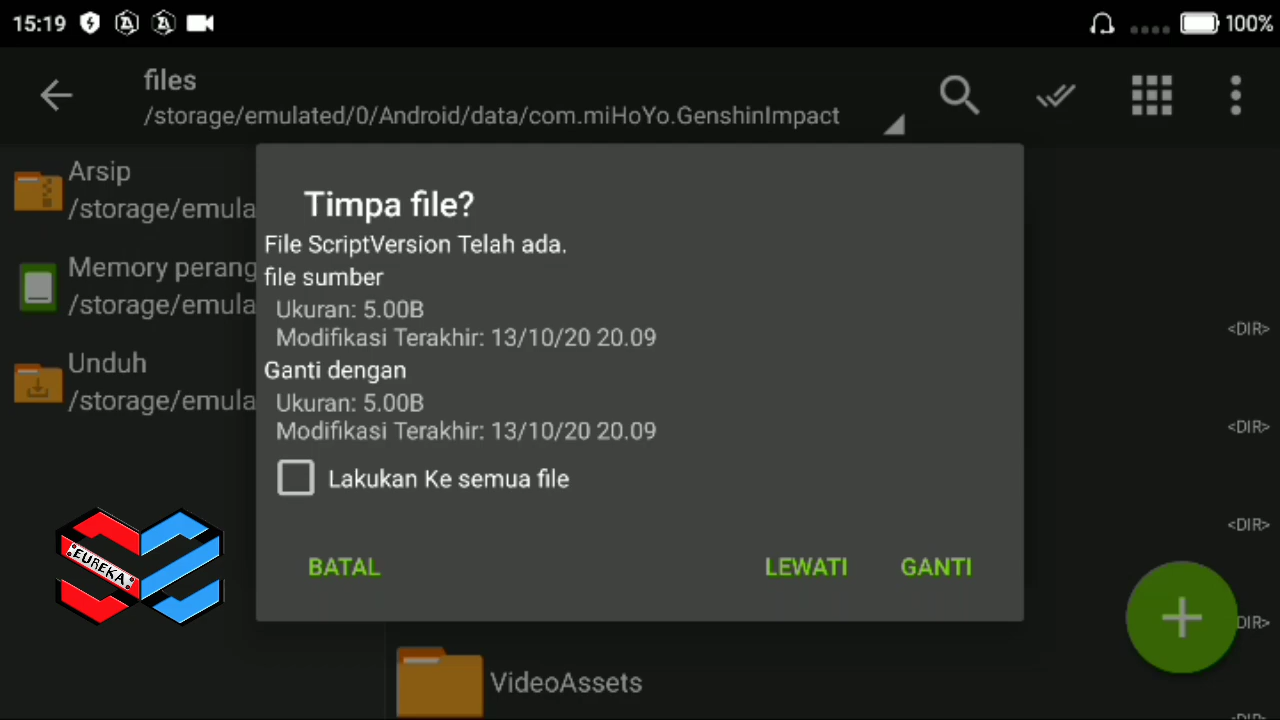 15:19
100%
files
/storage/emulated/0/Android/data/com.miHoYo.GenshinImpact
Arsip
/storage/emula
Memory perang
/storage/emula
Unduh
/storage/emula
Timpa file?
File ScriptVersion Telah ada.
file sumber
Ukuran: 5.00B
Modifikasi Terakhir: 13/10/20 20.09
Ganti dengan
Ukuran: 5.00B
Modifikasi Terakhir: 13/10/20 20.09
Lakukan Ke semua file
BATAL
LEWATI
GANTI
<DIR>
<DIR>
<DIR>
DIR>
EUREKA
VideoAssets